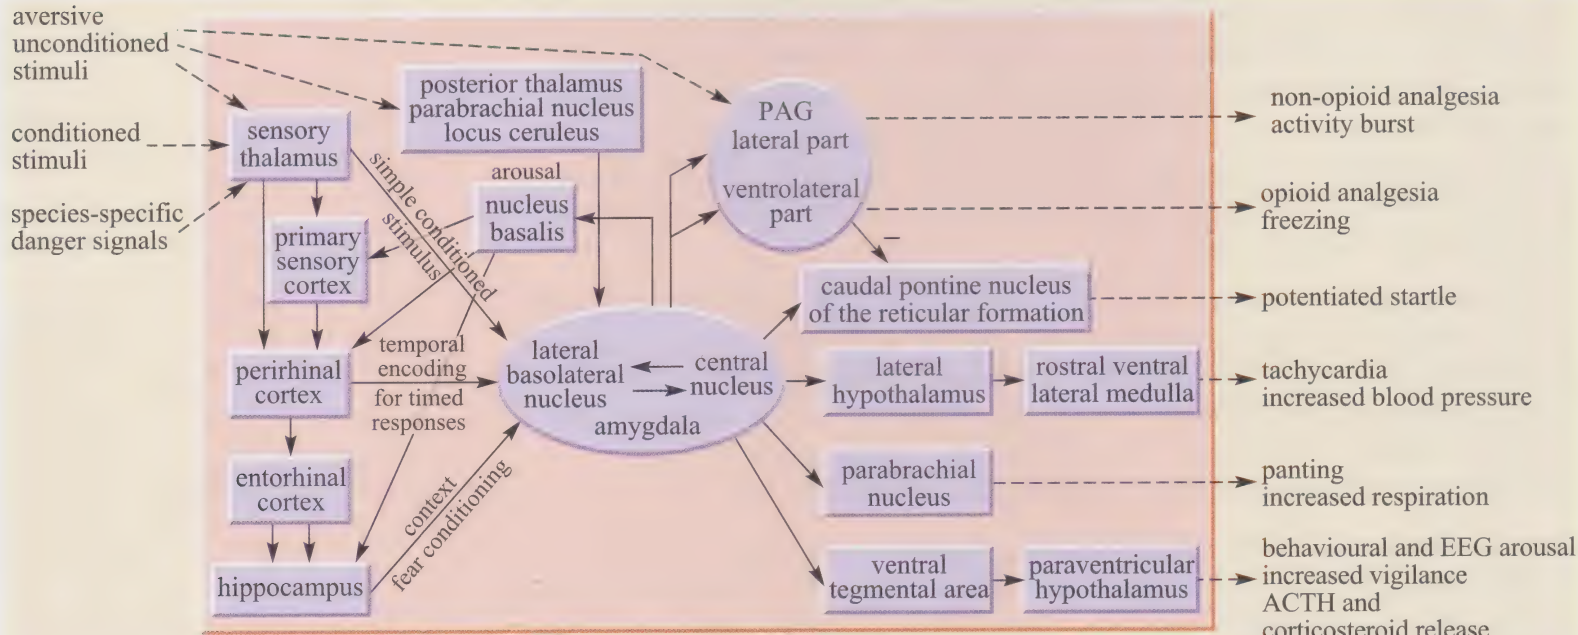 aversive
unconditioned
stimuli
conditioned
stimuli
species-specific
danger signals
posterior thalamus
parabrachial nucleus
locus ceruleus
sensory
thalamus
simple conditioned
stimulus
arousal
nucleus
basalis
primary
sensory
cortex
perirhinal
cortex
temporal
encoding
for timed
responses
entorhinal
cortex
hippocampus
context
fear conditioning
lateral
basolateral
nucleus
central
nucleus
amygdala
PAG
lateral part
ventrolateral
part
–
caudal pontine nucleus
of the reticular formation
lateral
hypothalamus
rostral ventral
lateral medulla
parabrachial
nucleus
ventral
tegmental area
paraventricular
hypothalamus
non-opioid analgesia
activity burst
opioid analgesia
freezing
potentiated startle
tachycardia
increased blood pressure
panting
increased respiration
behavioural and EEG arousal
increased vigilance
ACTH and
corticosteroid release